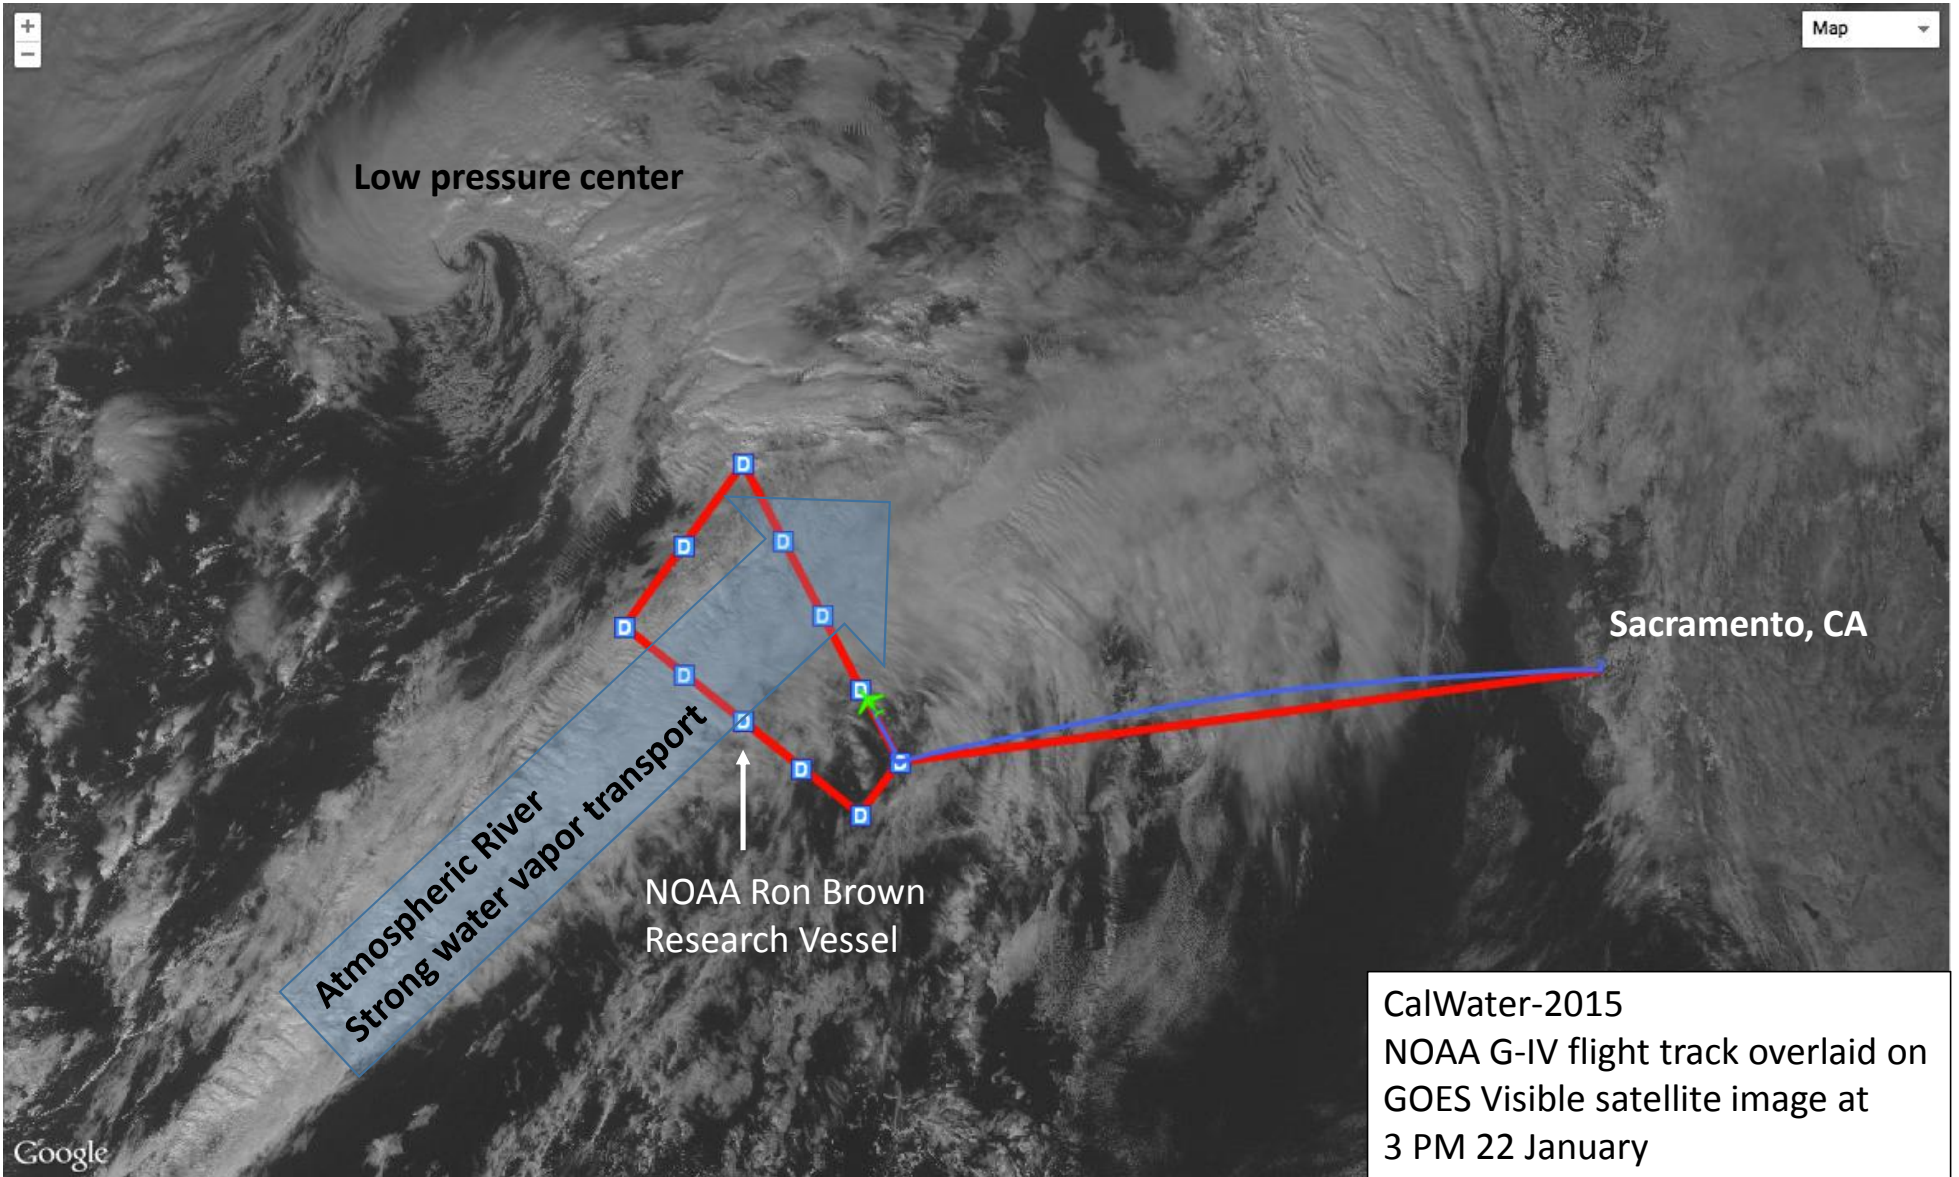 +
−
Map
Low pressure center
D
D
D
D
D
D
D
D
D
D
D
Sacramento, CA
Atmospheric River
Strong water vapor transport
NOAA Ron Brown
Research Vessel
CalWater-2015
NOAA G-IV flight track overlaid on
GOES Visible satellite image at
3 PM 22 January
Google